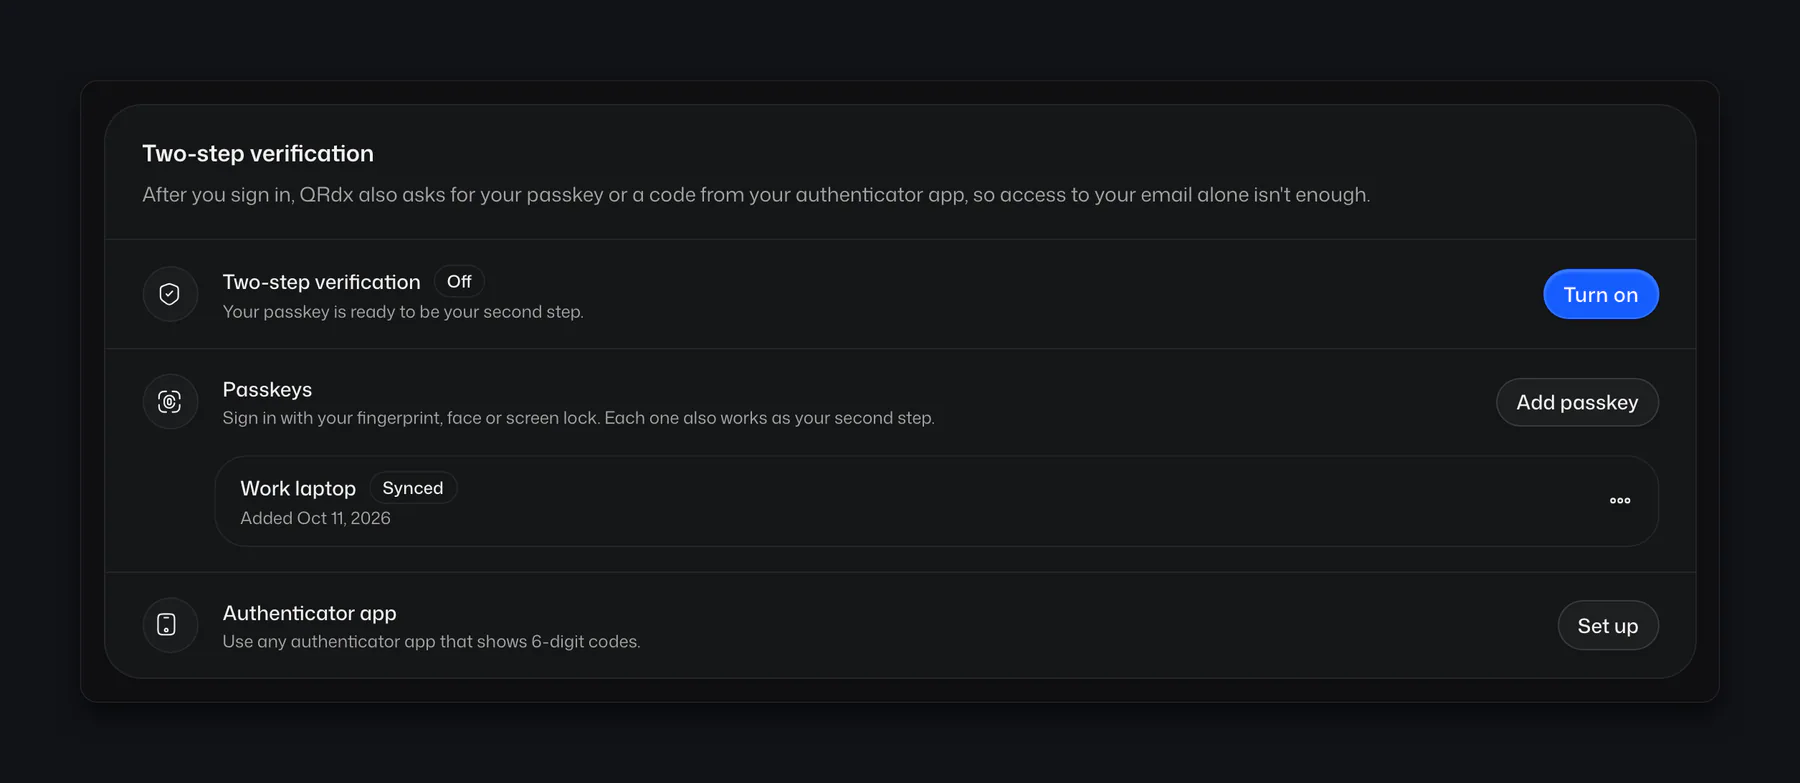 Two-step verification
After you sign in, QRdx also asks for your passkey or a code from your authenticator app, so access to your email alone isn't enough.
Two-step verification Off
Your passkey is ready to be your second step.
Turn on
Passkeys
Sign in with your fingerprint, face or screen lock. Each one also works as your second step.
Add passkey
Work laptop Synced
Added Oct 11, 2026
Authenticator app
Use any authenticator app that shows 6-digit codes.
Set up